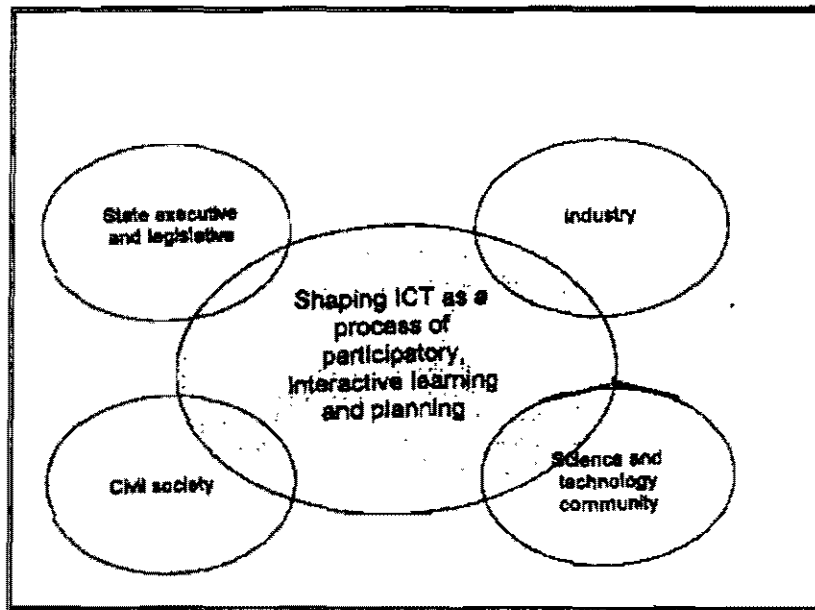 State executive
and legislative
Industry
Shaping ICT as a
process of
participatory,
interactive learning
and planning
Civil society
Science and
technology
community